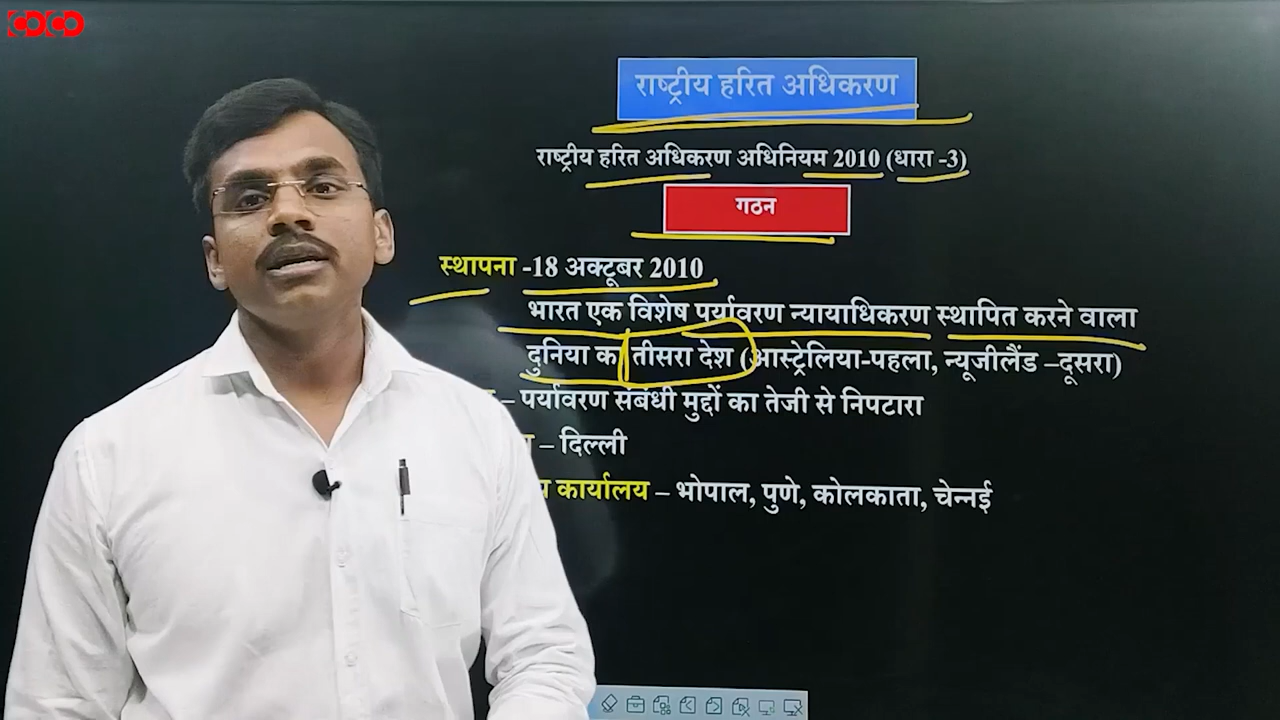 COCO
राष्ट्रीय हरित अधिकरण
राष्ट्रीय हरित अधिकरण अधिनियम 2010 (धारा -3)
गठन
स्थापना -18 अक्टूबर 2010
भारत एक विशेष पर्यावरण न्यायाधिकरण स्थापित करने वाला
दुनिया का तीसरा देश (आस्ट्रेलिया-पहला, न्यूजीलैंड –दूसरा)
– पर्यावरण संबंधी मुद्दों का तेजी से निपटारा
– दिल्ली
कार्यालय – भोपाल, पुणे, कोलकाता, चेन्नई